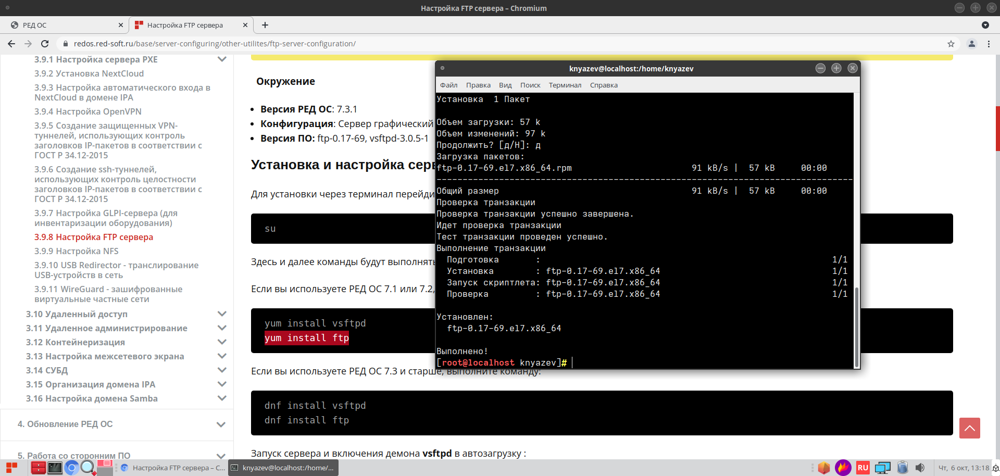 Настройка FTP сервера – Chromium
РЕД ОС
Настройка FTP сервера
redos.red-soft.ru/base/server-configuring/other-utilites/ftp-server-configuration/
3.9.1 Настройка сервера PXE
3.9.2 Установка NextCloud
3.9.3 Настройка автоматического входа в
NextCloud в домене IPA
3.9.4 Настройка OpenVPN
3.9.5 Создание защищенных VPN-
туннелей, использующих контроль
заголовков IP-пакетов в соответствии с
ГОСТ Р 34.12-2015
3.9.6 Создание ssh-туннелей,
использующих контроль целостности
заголовков IP-пакетов в соответствии с
ГОСТ Р 34.12-2015
3.9.7 Настройка GLPI-сервера (для
инвентаризации оборудования)
3.9.8 Настройка FTP сервера
3.9.9 Настройка NFS
3.9.10 USB Redirector - транслирование
USB-устройств в сеть
3.9.11 WireGuard - зашифрованные
виртуальные частные сети
3.10 Удаленный доступ
3.11 Удаленное администрирование
3.12 Контейнеризация
3.13 Настройка межсетевого экрана
3.14 СУБД
3.15 Организация домена IPA
3.16 Настройка домена Samba
4. Обновление РЕД ОС
5. Работа со сторонним ПО
Окружение
Версия РЕД ОС: 7.3.1
Конфигурация: Сервер графический
Версия ПО: ftp-0.17-69, vsftpd-3.0.5-1
Установка и настройка серв
Для установки через терминал перейди
su
Здесь и далее команды будут выполнять
Если вы используете РЕД ОС 7.1 или 7.2,
yum install vsftpd
yum install ftp
Если вы используете РЕД ОС 7.3 и старше, выполните команду:
dnf install vsftpd
dnf install ftp
Запуск сервера и включения демона vsftpd в автозагрузку :
knyazev@localhost:/home/knyazev
Файл Правка Вид Поиск Терминал Справка
Установка 1 Пакет
Объем загрузки: 57 k
Объем изменений: 97 k
Продолжить? [д/Н]: д
Загрузка пакетов:
ftp-0.17-69.el7.x86_64.rpm 91 kB/s | 57 kB 00:00
--------------------------------------------------------------------------------
Общий размер 91 kB/s | 57 kB 00:00
Проверка транзакции
Проверка транзакции успешно завершена.
Идет проверка транзакции
Тест транзакции проведен успешно.
Выполнение транзакции
Подготовка : 1/1
Установка : ftp-0.17-69.el7.x86_64 1/1
Запуск скриптлета: ftp-0.17-69.el7.x86_64 1/1
Проверка : ftp-0.17-69.el7.x86_64 1/1
Установлен:
ftp-0.17-69.el7.x86_64
Выполнено!
[root@localhost knyazev]#
Настройка FTP сервера – C...
knyazev@localhost:/home/...
RU
Чт, 6 окт, 13:18